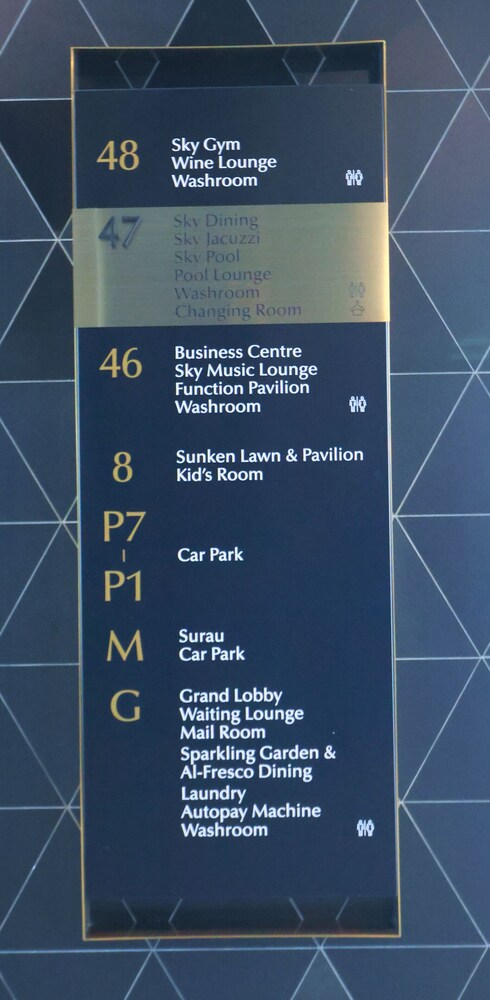 48 Sky Gym
Wine Lounge
Washroom
47 Sky Dining
Sky Jacuzzi
Sky Pool
Pool Lounge
Washroom
Changing Room
46 Business Centre
Sky Music Lounge
Function Pavilion
Washroom
8 Sunken Lawn & Pavilion
Kid's Room
P7
| Car Park
P1
M Surau
Car Park
G Grand Lobby
Waiting Lounge
Mail Room
Sparkling Garden &
Al-Fresco Dining
Laundry
Autopay Machine
Washroom